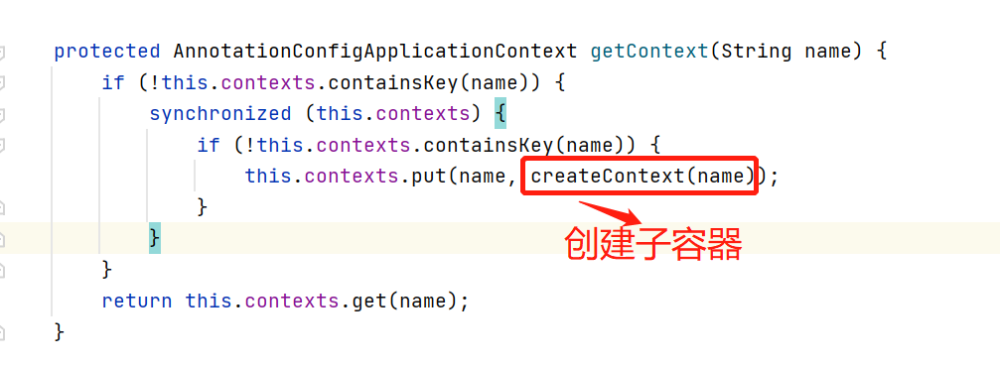 protected AnnotationConfigApplicationContext getContext(String name) {
if (!this.contexts.containsKey(name)) {
synchronized (this.contexts) {
if (!this.contexts.containsKey(name)) {
this.contexts.put(name, createContext(name));
}
创建子容器
}
}
return this.contexts.get(name);
}